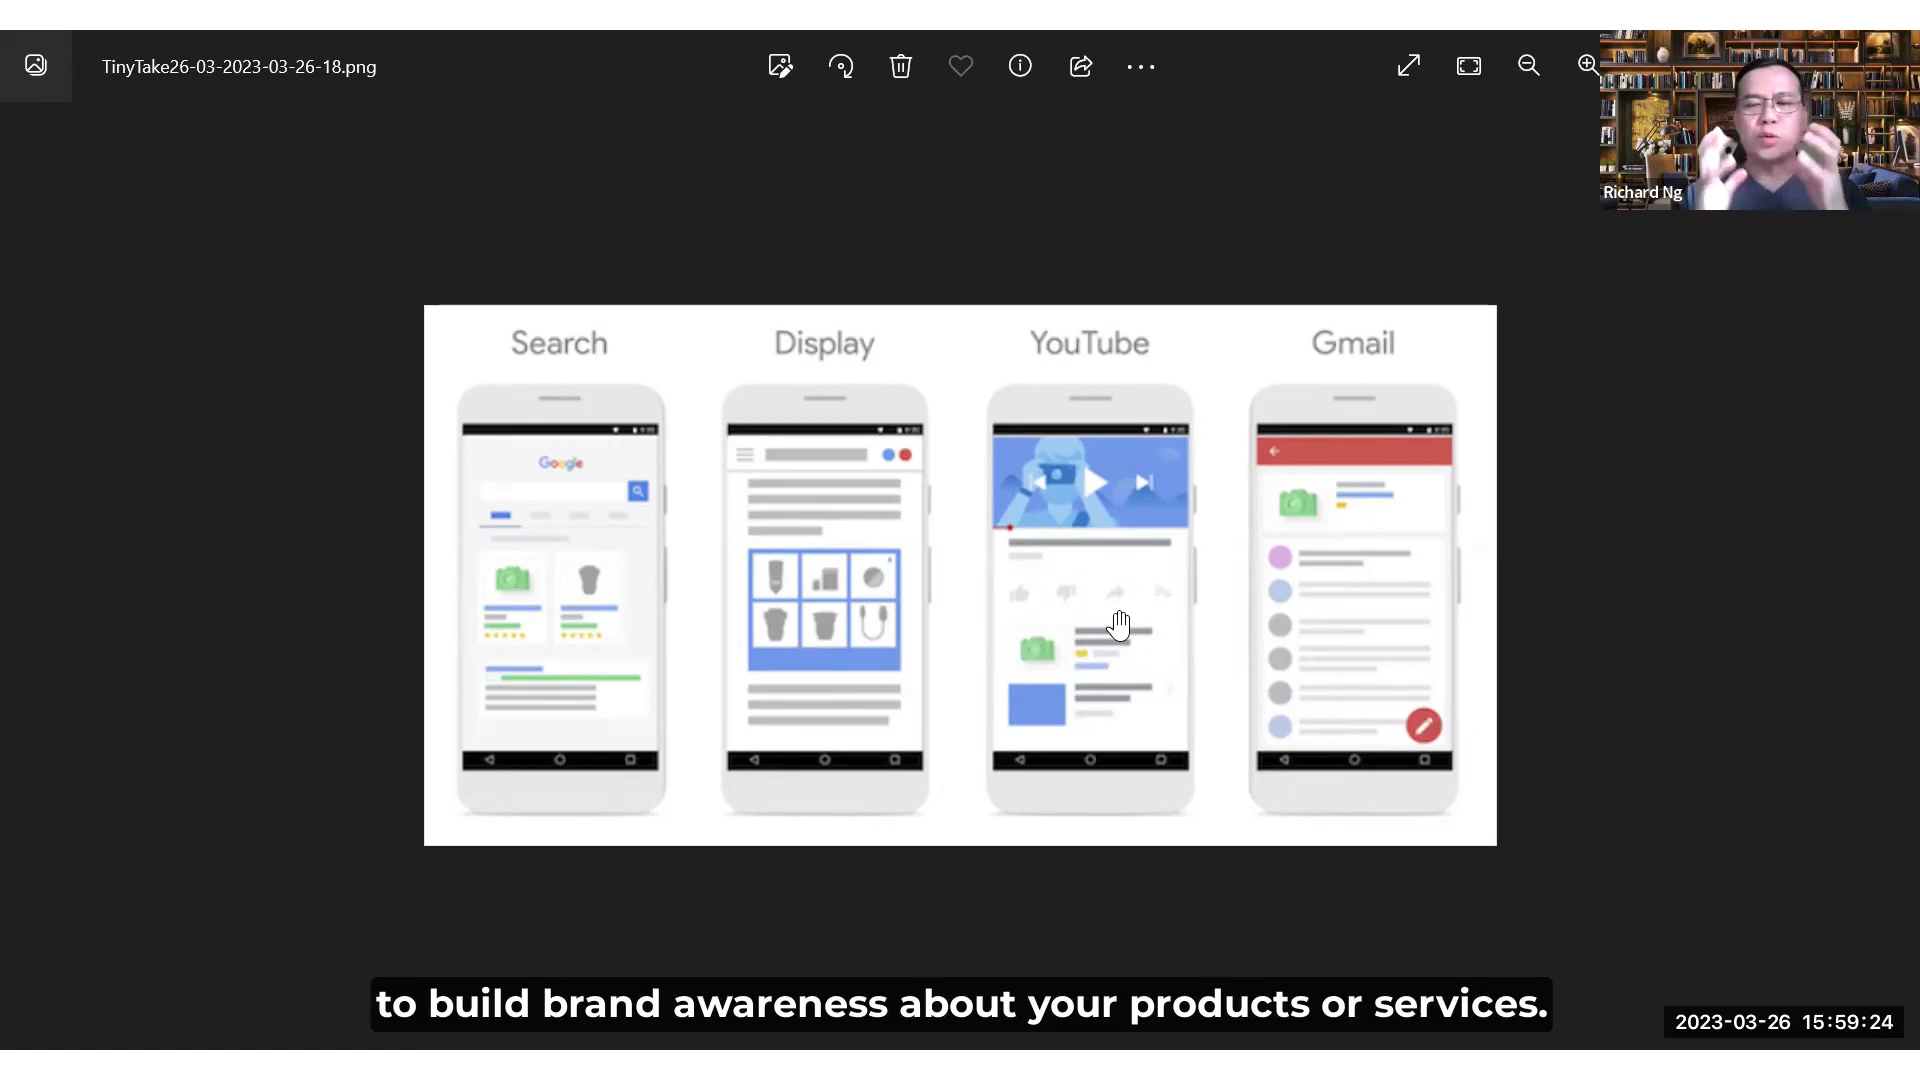 TinyTake26-03-2023-03-26-18.png
Richard Ng
Search
Display
YouTube
Gmail
Google
to build brand awareness about your products or services.
2023-03-26 15:59:24